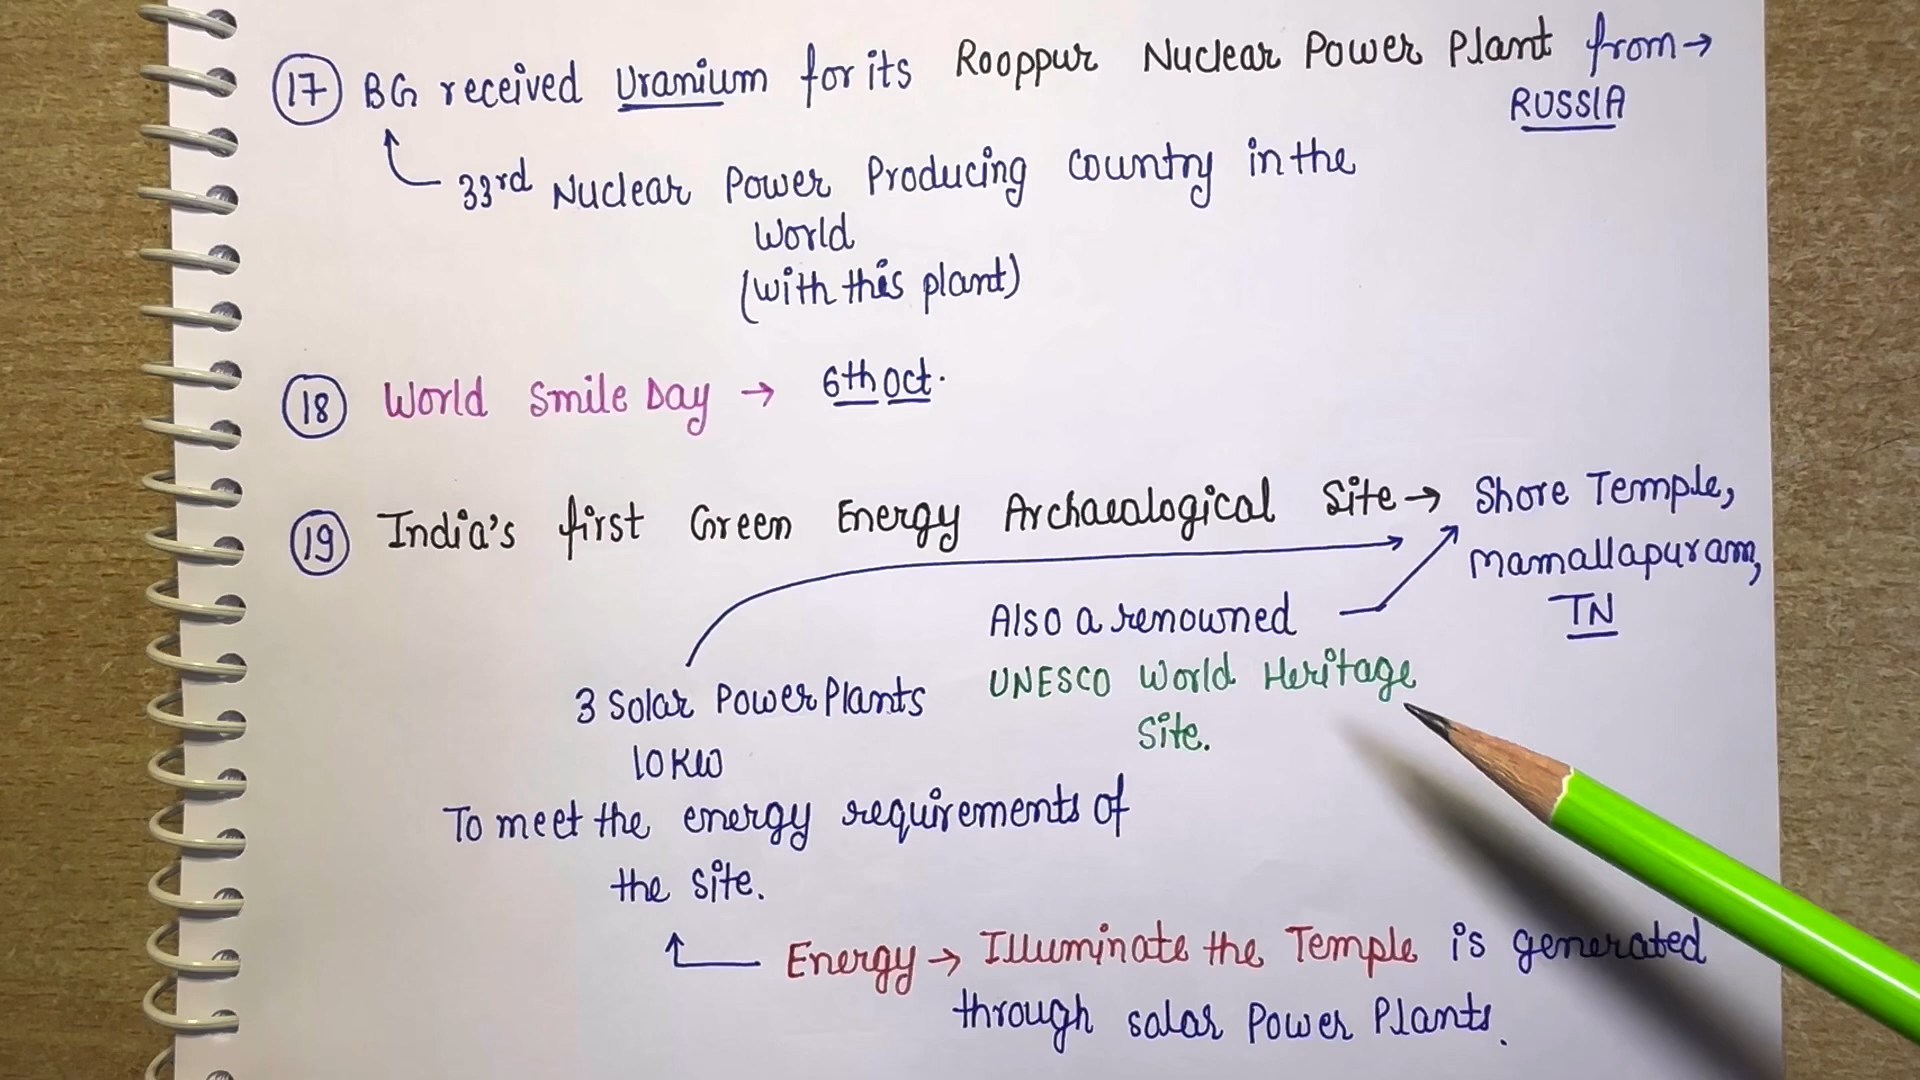 17 BG received Uranium for its Rooppur Nuclear Power Plant from →
RUSSIA
33rd Nuclear Power Producing country in the
World
(with this plant)
18 World Smile Day → 6th Oct.
19 India's first Green Energy Archaealogical Site → Shore Temple,
Mamallapuram,
TN
Also a renowned
UNESCO World Heritage
Site.
3 Solar Power Plants
10 KW
To meet the energy requirements of
the site.
Energy → Illuminate the Temple is generated
through solar Power Plants.